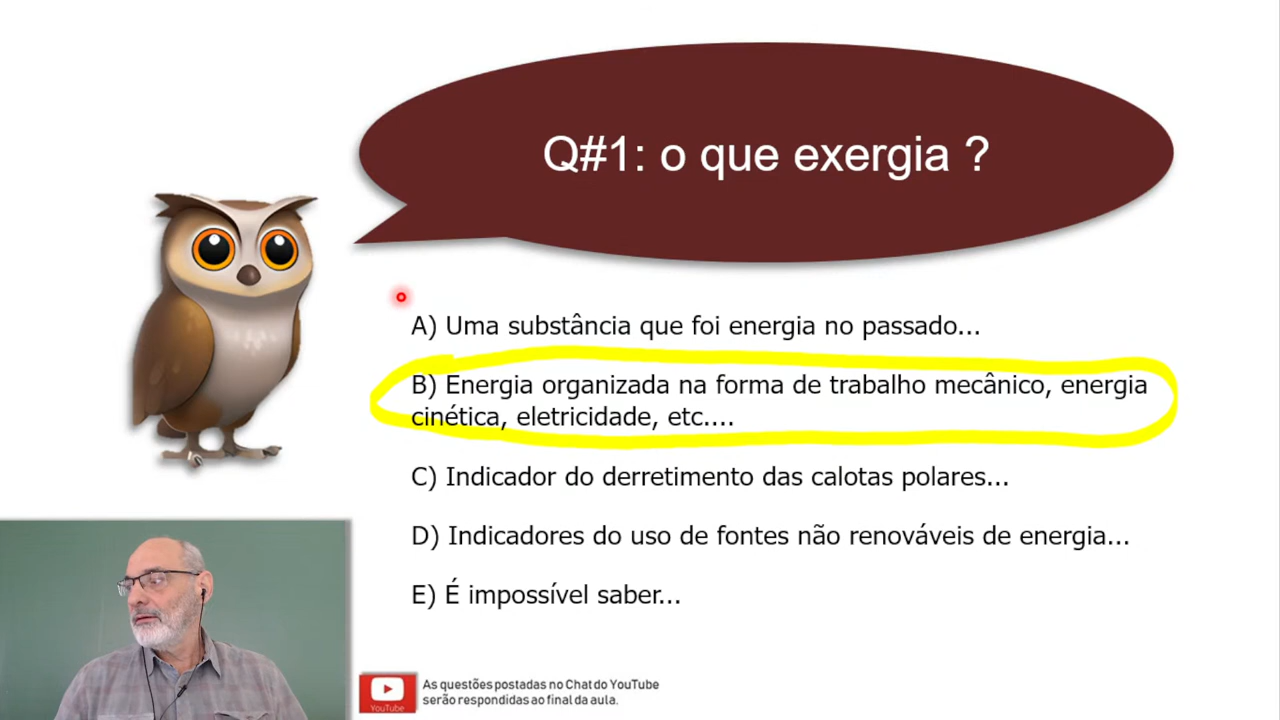 Q#1: o que exergia ?
A) Uma substância que foi energia no passado...
B) Energia organizada na forma de trabalho mecânico, energia
cinética, eletricidade, etc....
C) Indicador do derretimento das calotas polares...
D) Indicadores do uso de fontes não renováveis de energia...
E) É impossível saber...
YouTube
As questões postadas no Chat do YouTube
serão respondidas ao final da aula.